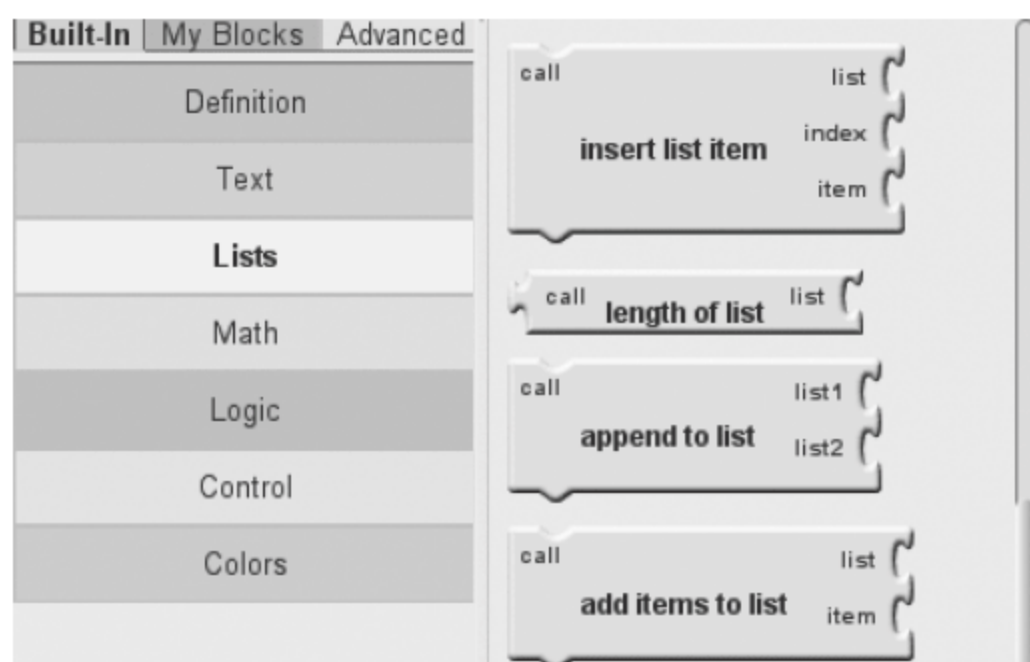 Built-In My Blocks Advanced
Definition
Text
Lists
Math
Logic
Control
Colors
call list
insert list item
index
item
call length of list list
call list1
append to list
list2
call list
add items to list
item